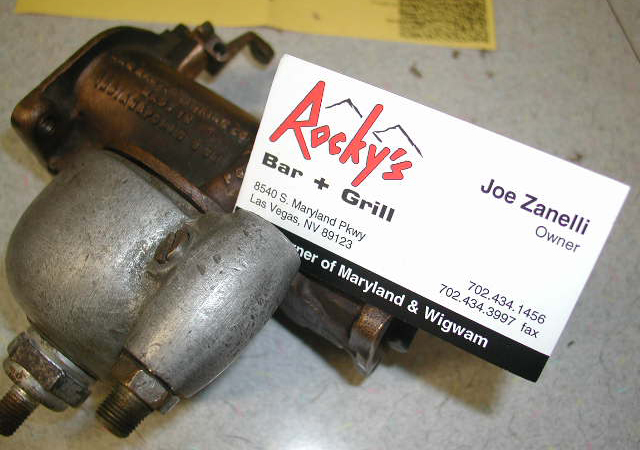 Rocky's
Bar + Grill
8540 S. Maryland Pkwy
Las Vegas, NV 89123
Joe Zanelli
Owner
702.434.1456
702.434.3997 fax
of Maryland & Wigwam